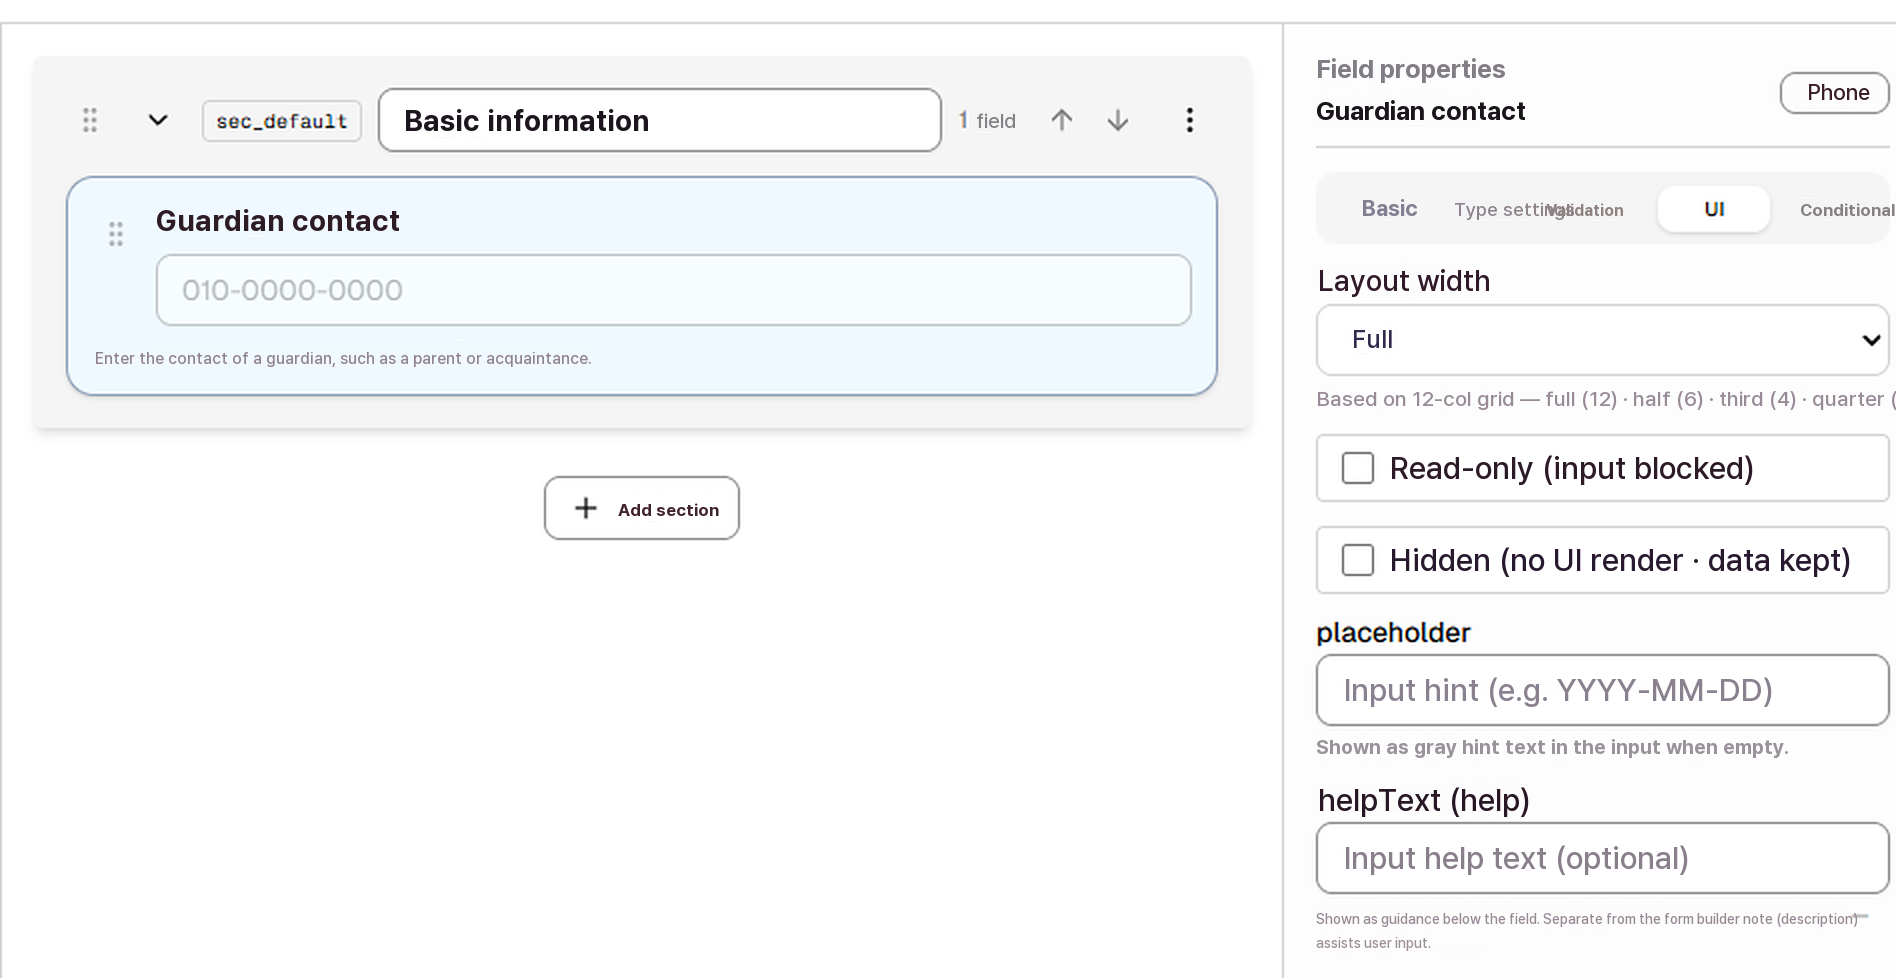 sec_default
Basic information
1 field
Guardian contact
010-0000-0000
Enter the contact of a guardian, such as a parent or acquaintance.
Add section
Field properties
Guardian contact
Phone
Basic
Type settings
Validation
UI
Conditional
Layout width
Full
Based on 12-col grid — full (12) · half (6) · third (4) · quarter (
Read-only (input blocked)
Hidden (no UI render · data kept)
placeholder
Input hint (e.g. YYYY-MM-DD)
Shown as gray hint text in the input when empty.
helpText (help)
Input help text (optional)
Shown as guidance below the field. Separate from the form builder note (description)
assists user input.